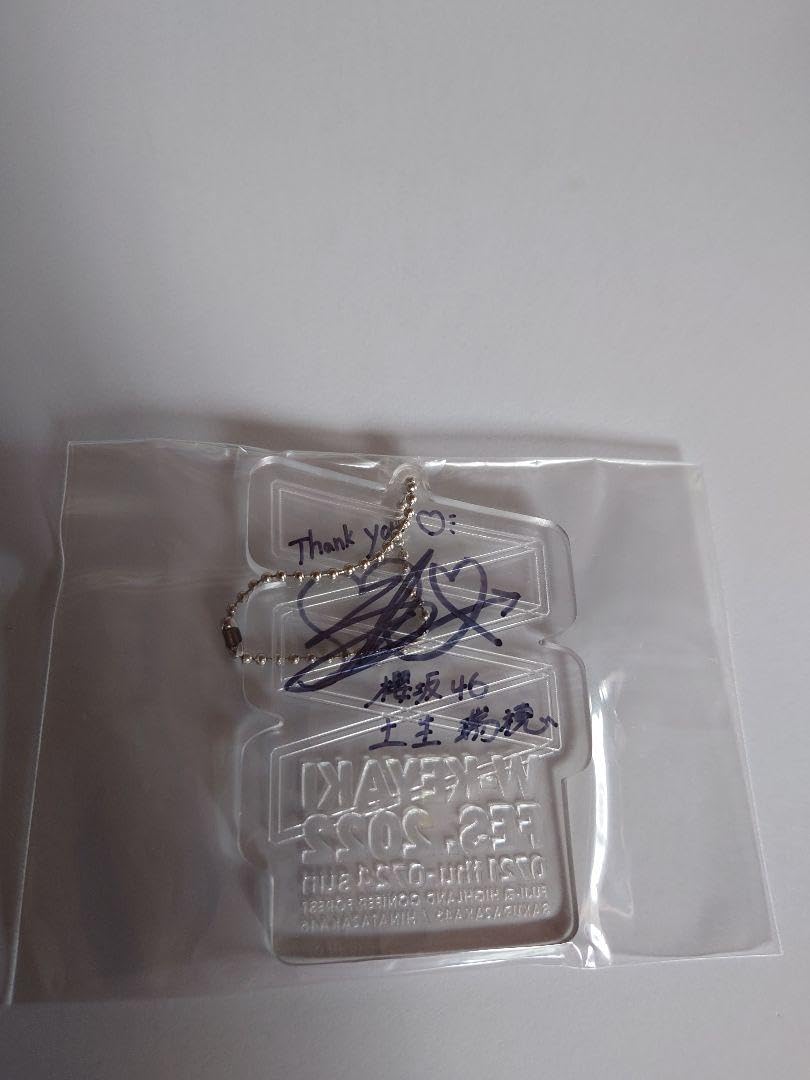 Thank you ♡:
櫻坂46
土生 瑞穂
W-KEYAKI
FES. 2022
0721 thu-0724 sun
FUJI-Q HIGHLAND CONIFER FOREST
SAKURAZAKA46 / HINATAZAKA46